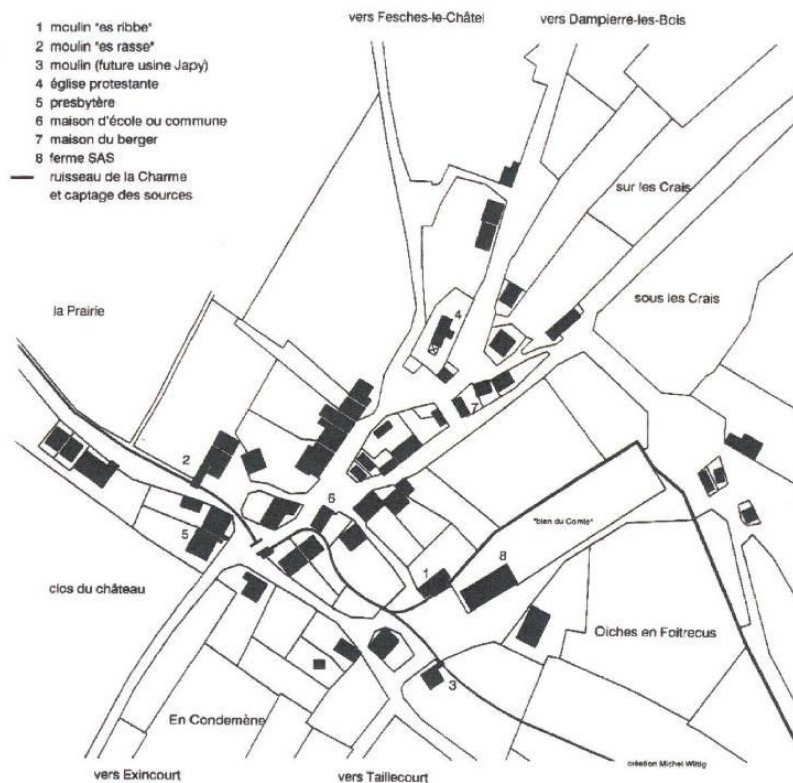 vers Fesches-le-Châtel
vers Dampierre-les-Bois
1 moulin "es ribbe"
2 moulin "es rasse"
3 moulin (future usine Japy)
4 église protestante
5 presbytère
6 maison d'école ou commune
7 maison du berger
8 ferme SAS
ruisseau de la Charme
et captage des sources
sur les Crais
sous les Crais
la Prairie
4
7
2
6
"bien du Comte"
5
8
1
clos du château
Oiches en Foitrecus
3
En Condemène
création Michel Wittig
vers Exincourt
vers Taillecourt